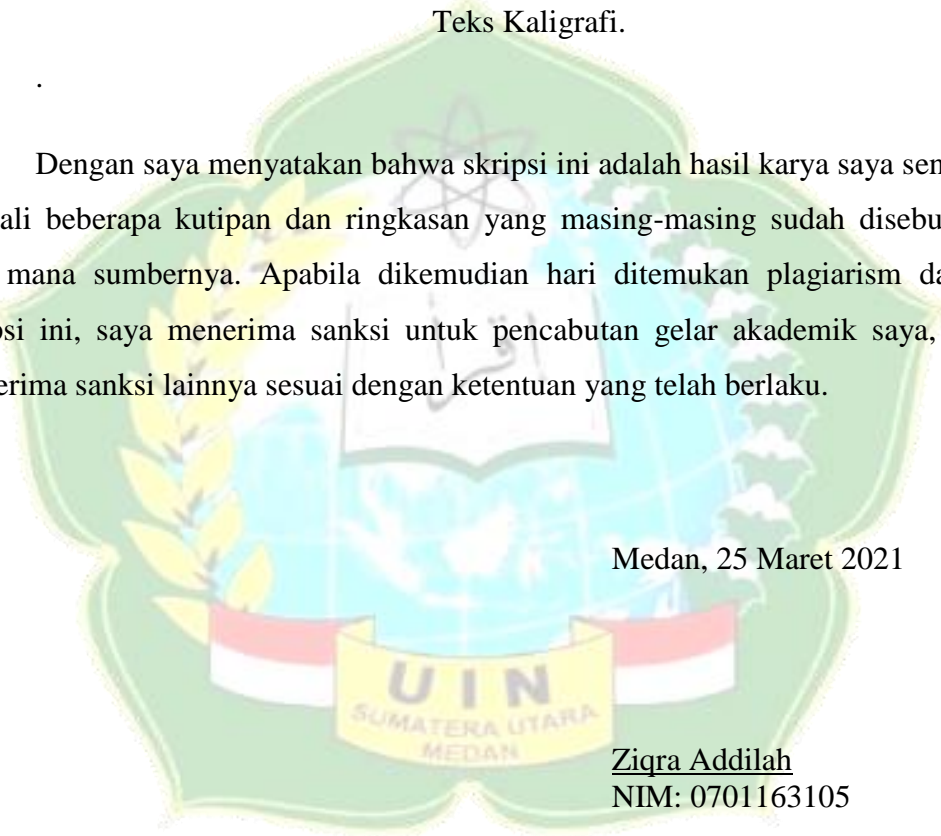 Teks Kaligrafi.
.
Dengan saya menyatakan bahwa skripsi ini adalah hasil karya saya sen
ali beberapa kutipan dan ringkasan yang masing-masing sudah disebu
mana sumbernya. Apabila dikemudian hari ditemukan plagiarism da
si ini, saya menerima sanksi untuk pencabutan gelar akademik saya,
erima sanksi lainnya sesuai dengan ketentuan yang telah berlaku.
اقرأ
Medan, 25 Maret 2021
UIN
SUMATERA UTARA
MEDAN
Ziqra Addilah
NIM: 0701163105